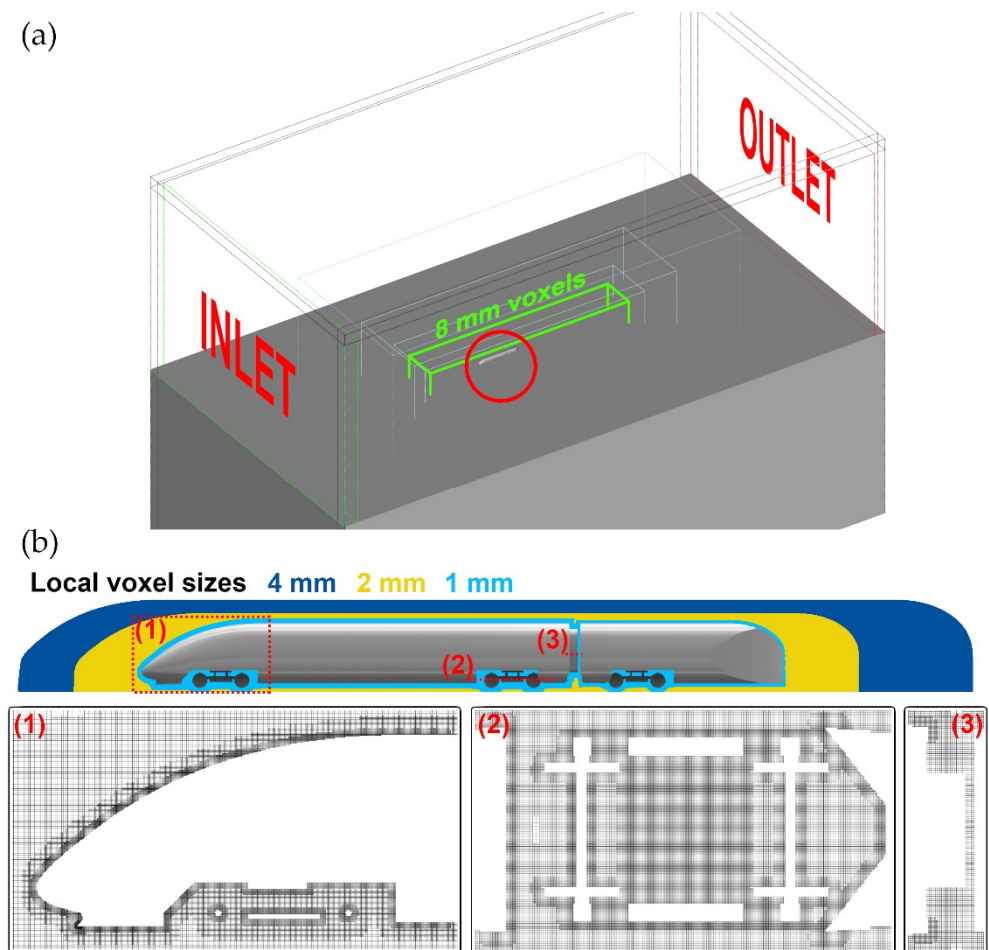 (a)
OUTLET
8 mm voxels
INLET
(b)
Local voxel sizes 4 mm 2 mm 1 mm
(1)
(3)
(2)
(1)
(2)
(3)